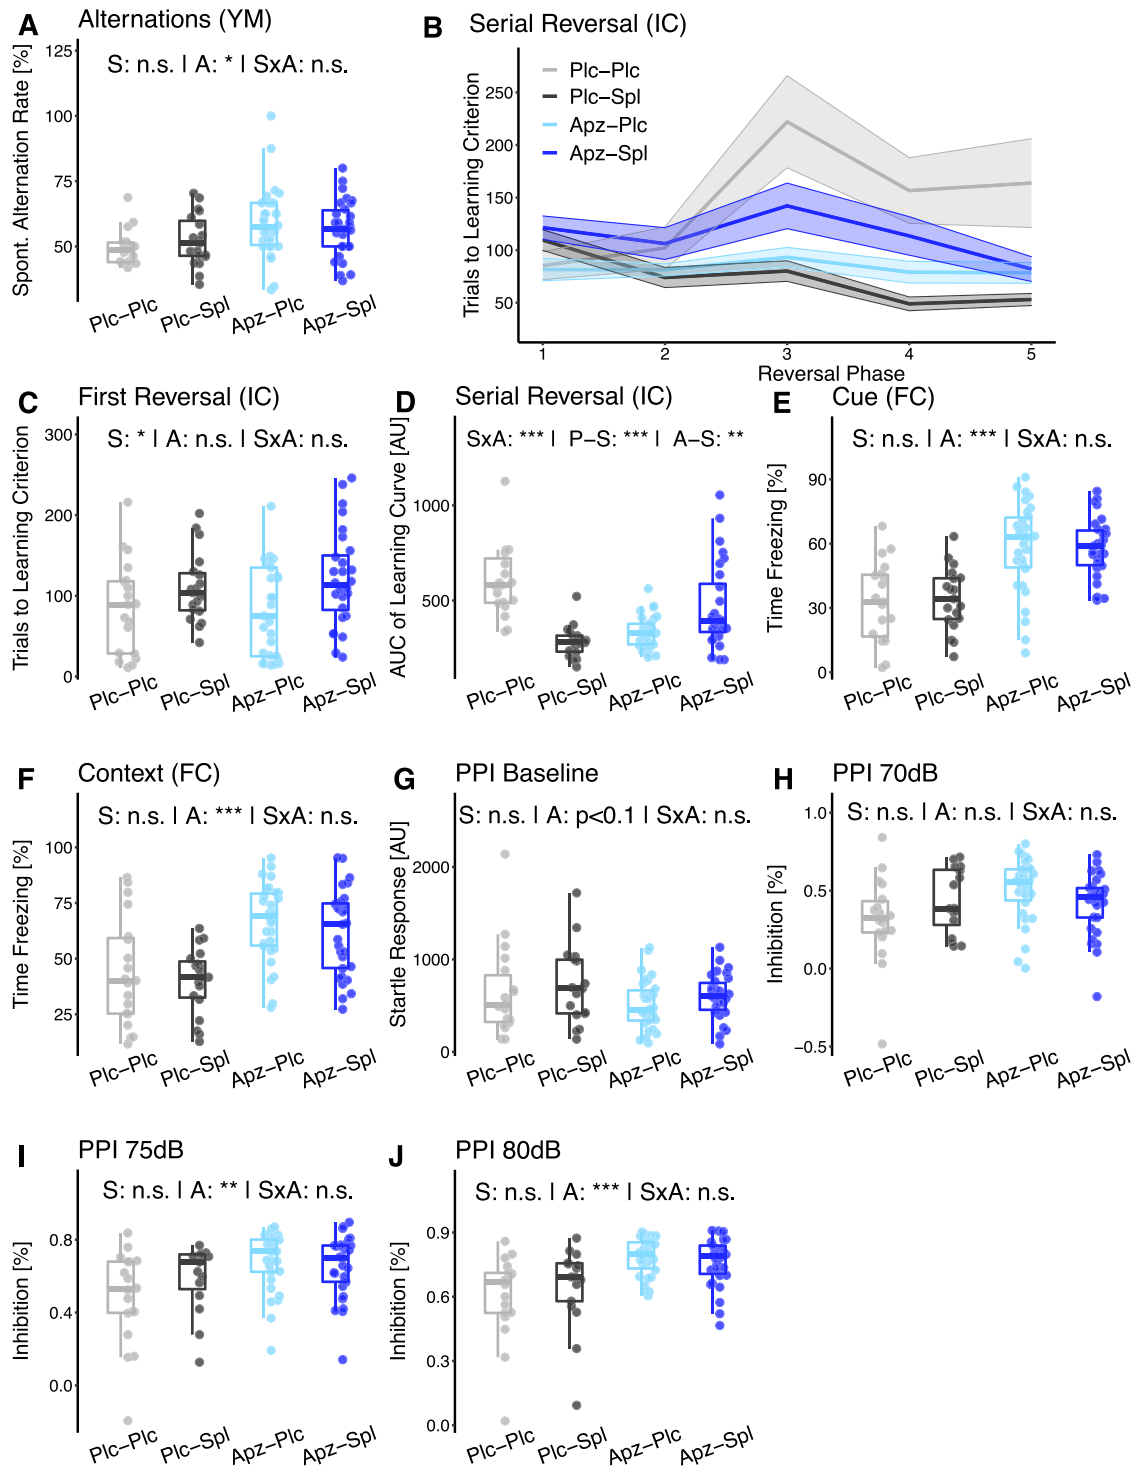 A Alternations (YM)
S: n.s. | A: * | SxA: n.s.
Spont. Alternation Rate [%]
125
100
75
50
Plc−Plc Plc−Spl Apz−Plc Apz−Spl
B Serial Reversal (IC)
Plc−Plc
Plc−Spl
Apz−Plc
Apz−Spl
Trials to Learning Criterion
250
200
150
100
50
1 2 3 4 5
Reversal Phase
C First Reversal (IC)
S: * | A: n.s. | SxA: n.s.
Trials to Learning Criterion
300
200
100
0
Plc−Plc Plc−Spl Apz−Plc Apz−Spl
D Serial Reversal (IC)
SxA: *** | P−S: *** | A−S: **
AUC of Learning Curve [AU]
1000
500
Plc−Plc Plc−Spl Apz−Plc Apz−Spl
E Cue (FC)
S: n.s. | A: *** | SxA: n.s.
Time Freezing [%]
90
60
30
0
Plc−Plc Plc−Spl Apz−Plc Apz−Spl
F Context (FC)
S: n.s. | A: *** | SxA: n.s.
Time Freezing [%]
100
75
50
25
Plc−Plc Plc−Spl Apz−Plc Apz−Spl
G PPI Baseline
S: n.s. | A: p<0.1 | SxA: n.s.
Startle Response [AU]
2000
1000
0
Plc−Plc Plc−Spl Apz−Plc Apz−Spl
H PPI 70dB
S: n.s. | A: n.s. | SxA: n.s.
Inhibition [%]
1.0
0.5
0.0
−0.5
Plc−Plc Plc−Spl Apz−Plc Apz−Spl
I PPI 75dB
S: n.s. | A: ** | SxA: n.s.
Inhibition [%]
0.8
0.4
0.0
Plc−Plc Plc−Spl Apz−Plc Apz−Spl
J PPI 80dB
S: n.s. | A: *** | SxA: n.s.
Inhibition [%]
0.9
0.6
0.3
0.0
Plc−Plc Plc−Spl Apz−Plc Apz−Spl